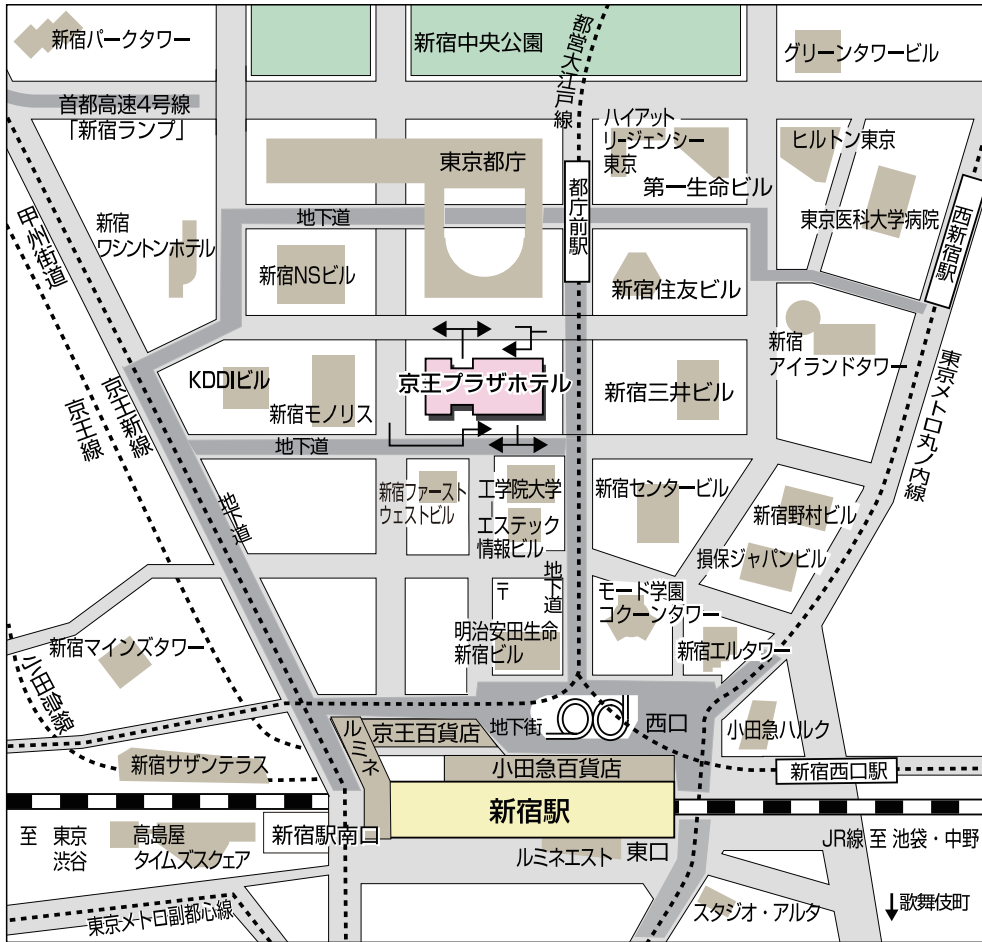 新宿パークタワー
新宿中央公園
都営大江戸線
グリーンタワービル
首都高速4号線
「新宿ランプ」
東京都庁
ハイアット
リージェンシー
東京
第一生命ビル
ヒルトン東京
東京医科大学病院
西新宿駅
甲州街道
新宿
ワシントンホテル
地下道
都庁前駅
新宿NSビル
新宿住友ビル
新宿
アイランドタワー
東京メトロ丸ノ内線
京王新線
京王線
KDDIビル
新宿モノリス
京王プラザホテル
新宿三井ビル
地下道
地下道
新宿ファースト
ウェストビル
工学院大学
エステック
情報ビル
新宿センタービル
新宿野村ビル
損保ジャパンビル
地下道
〒
明治安田生命
新宿ビル
モード学園
コクーンタワー
新宿エルタワー
新宿マインズタワー
小田急線
ルミネ
京王百貨店
地下街
西口
小田急ハルク
新宿サザンテラス
小田急百貨店
新宿西口駅
新宿駅
至 東京
渋谷
高島屋
タイムズスクェア
新宿駅南口
ルミネエスト
東口
JR線 至 池袋・中野
東京メトロ副都心線
スタジオ・アルタ
↓歌舞伎町